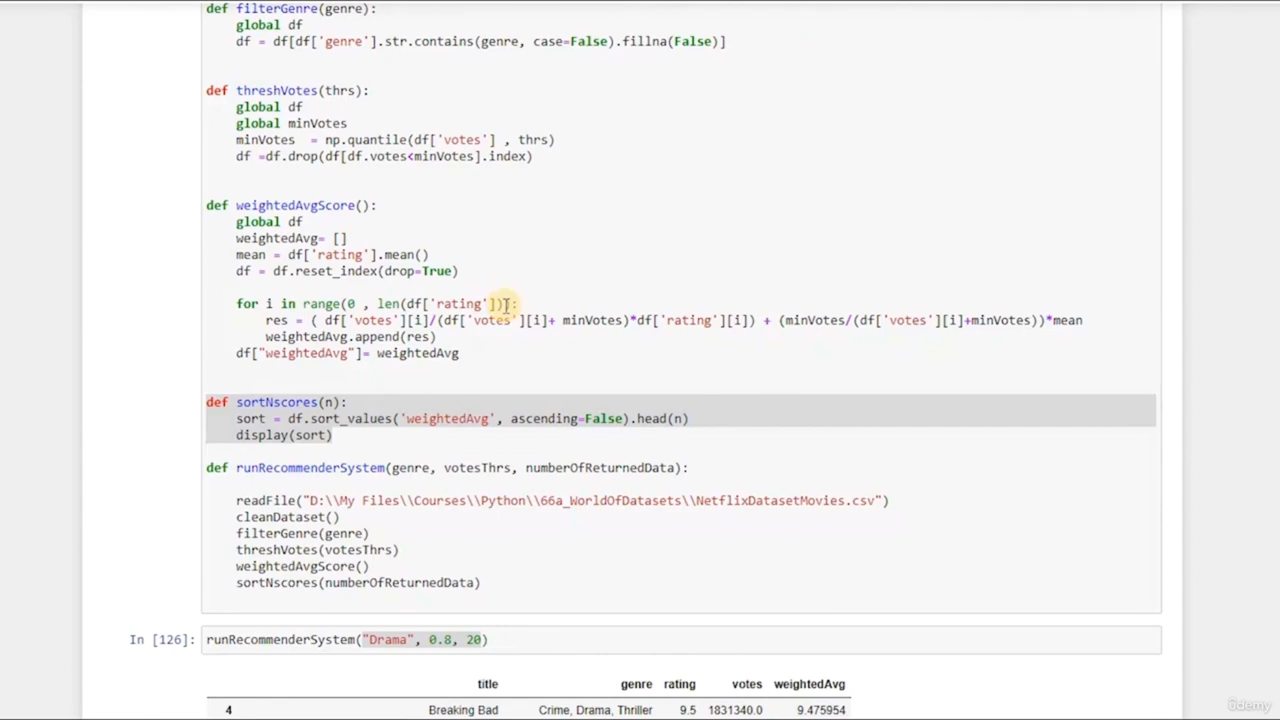 def filterGenre(genre):
global df
df = df[df['genre'].str.contains(genre, case=False).fillna(False)]
def threshVotes(thrs):
global df
global minVotes
minVotes  = np.quantile(df['votes'] , thrs)
df =df.drop(df[df.votes<minVotes].index)
def weightedAvgScore():
global df
weightedAvg= []
mean = df['rating'].mean()
df = df.reset_index(drop=True)
for i in range(0 , len(df['rating'])):
res = ( df['votes'][i]/(df['votes'][i]+ minVotes)*df['rating'][i]) + (minVotes/(df['votes'][i]+minVotes))*mean
weightedAvg.append(res)
df["weightedAvg"]= weightedAvg
def sortNscores(n):
sort = df.sort_values('weightedAvg', ascending=False).head(n)
display(sort)
def runRecommenderSystem(genre, votesThrs, numberOfReturnedData):
readFile("D:\\My Files\\Courses\\Python\\66a_WorldOfDatasets\\NetflixDatasetMovies.csv")
cleanDataset()
filterGenre(genre)
threshVotes(votesThrs)
weightedAvgScore()
sortNscores(numberOfReturnedData)
In [126]: runRecommenderSystem("Drama", 0.8, 20)
title genre rating votes weightedAvg
4 Breaking Bad Crime, Drama, Thriller 9.5 1831340.0 9.475954
ûdemy